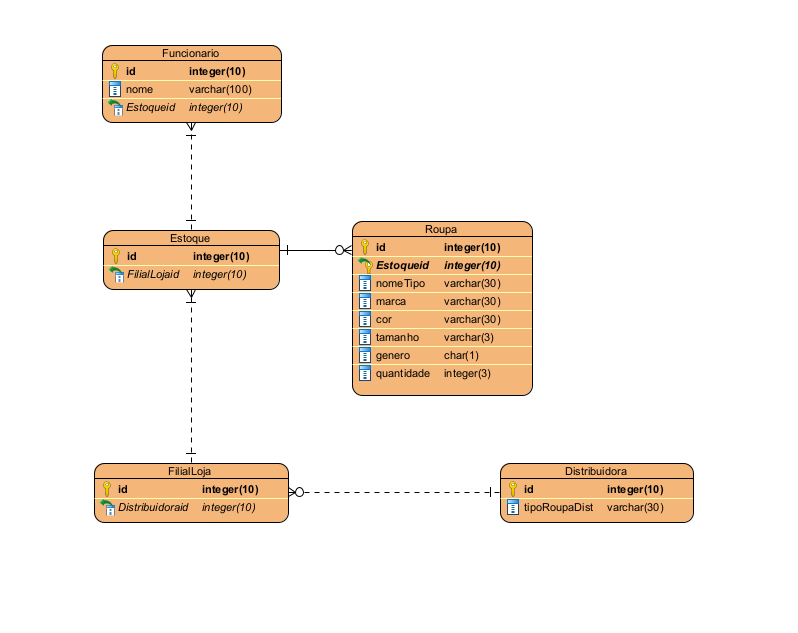 Funcionario
id integer(10)
nome varchar(100)
Estoqueid integer(10)
Estoque
id integer(10)
FilialLojaid integer(10)
Roupa
id integer(10)
Estoqueid integer(10)
nomeTipo varchar(30)
marca varchar(30)
cor varchar(30)
tamanho varchar(3)
genero char(1)
quantidade integer(3)
FilialLoja
id integer(10)
Distribuidoraid integer(10)
Distribuidora
id integer(10)
tipoRoupaDist varchar(30)